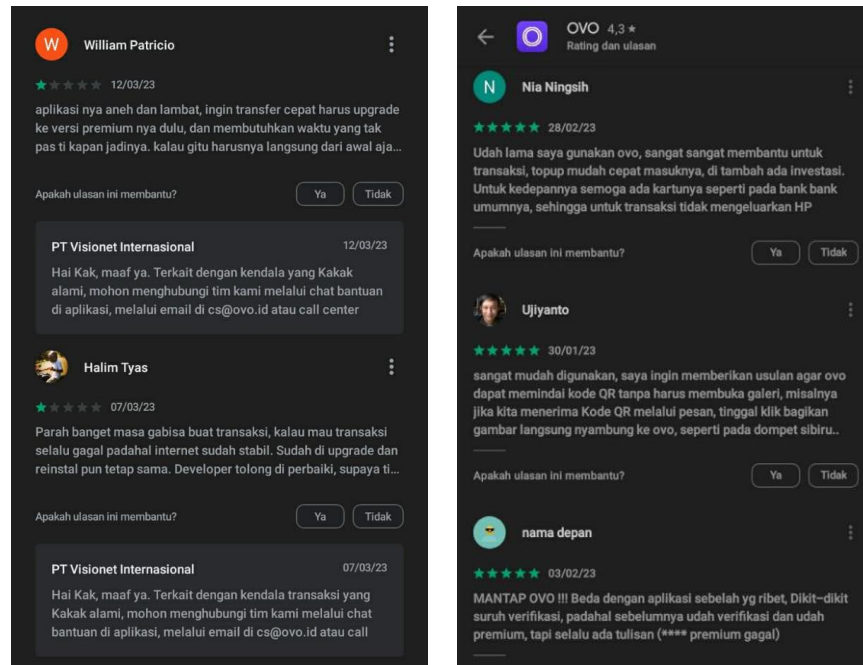 W
William Patricio
12/03/23
aplikasi nya aneh dan lambat, ingin transfer cepat harus upgrade
ke versi premium nya dulu, dan membutuhkan waktu yang tak
pas ti kapan jadinya. kalau gitu harusnya langsung dari awal aja...
Apakah ulasan ini membantu?
Ya
Tidak
PT Visionet Internasional
12/03/23
Hai Kak, maaf ya. Terkait dengan kendala yang Kakak
alami, mohon menghubungi tim kami melalui chat bantuan
di aplikasi, melalui email di cs@ovo.id atau call center
Halim Tyas
07/03/23
Parah banget masa gabisa buat transaksi, kalau mau transaksi
selalu gagal padahal internet sudah stabil. Sudah di upgrade dan
reinstal pun tetap sama. Developer tolong di perbaiki, supaya ti...
Apakah ulasan ini membantu?
Ya
Tidak
PT Visionet Internasional
07/03/23
Hai Kak, maaf ya. Terkait dengan kendala transaksi yang
Kakak alami, mohon menghubungi tim kami melalui chat
bantuan di aplikasi, melalui email di cs@ovo.id atau call
OVO 4,3 ★
Rating dan ulasan
N
Nia Ningsih
28/02/23
Udah lama saya gunakan ovo, sangat sangat membantu untuk
transaksi, topup mudah cepat masuknya, di tambah ada investasi.
Untuk kedepannya semoga ada kartunya seperti pada bank bank
umumnya, sehingga untuk transaksi tidak mengeluarkan HP
Apakah ulasan ini membantu?
Ya
Tidak
Ujiyanto
30/01/23
sangat mudah digunakan, saya ingin memberikan usulan agar ovo
dapat memindai kode QR tanpa harus membuka galeri, misalnya
jika kita menerima Kode QR melalui pesan, tinggal klik bagikan
gambar langsung nyambung ke ovo, seperti pada dompet sibiru..
Apakah ulasan ini membantu?
Ya
Tidak
nama depan
03/02/23
MANTAP OVO !!! Beda dengan aplikasi sebelah yg ribet, Dikit-dikit
suruh verifikasi, padahal sebelumnya udah verifikasi dan udah
premium, tapi selalu ada tulisan (**** premium gagal)